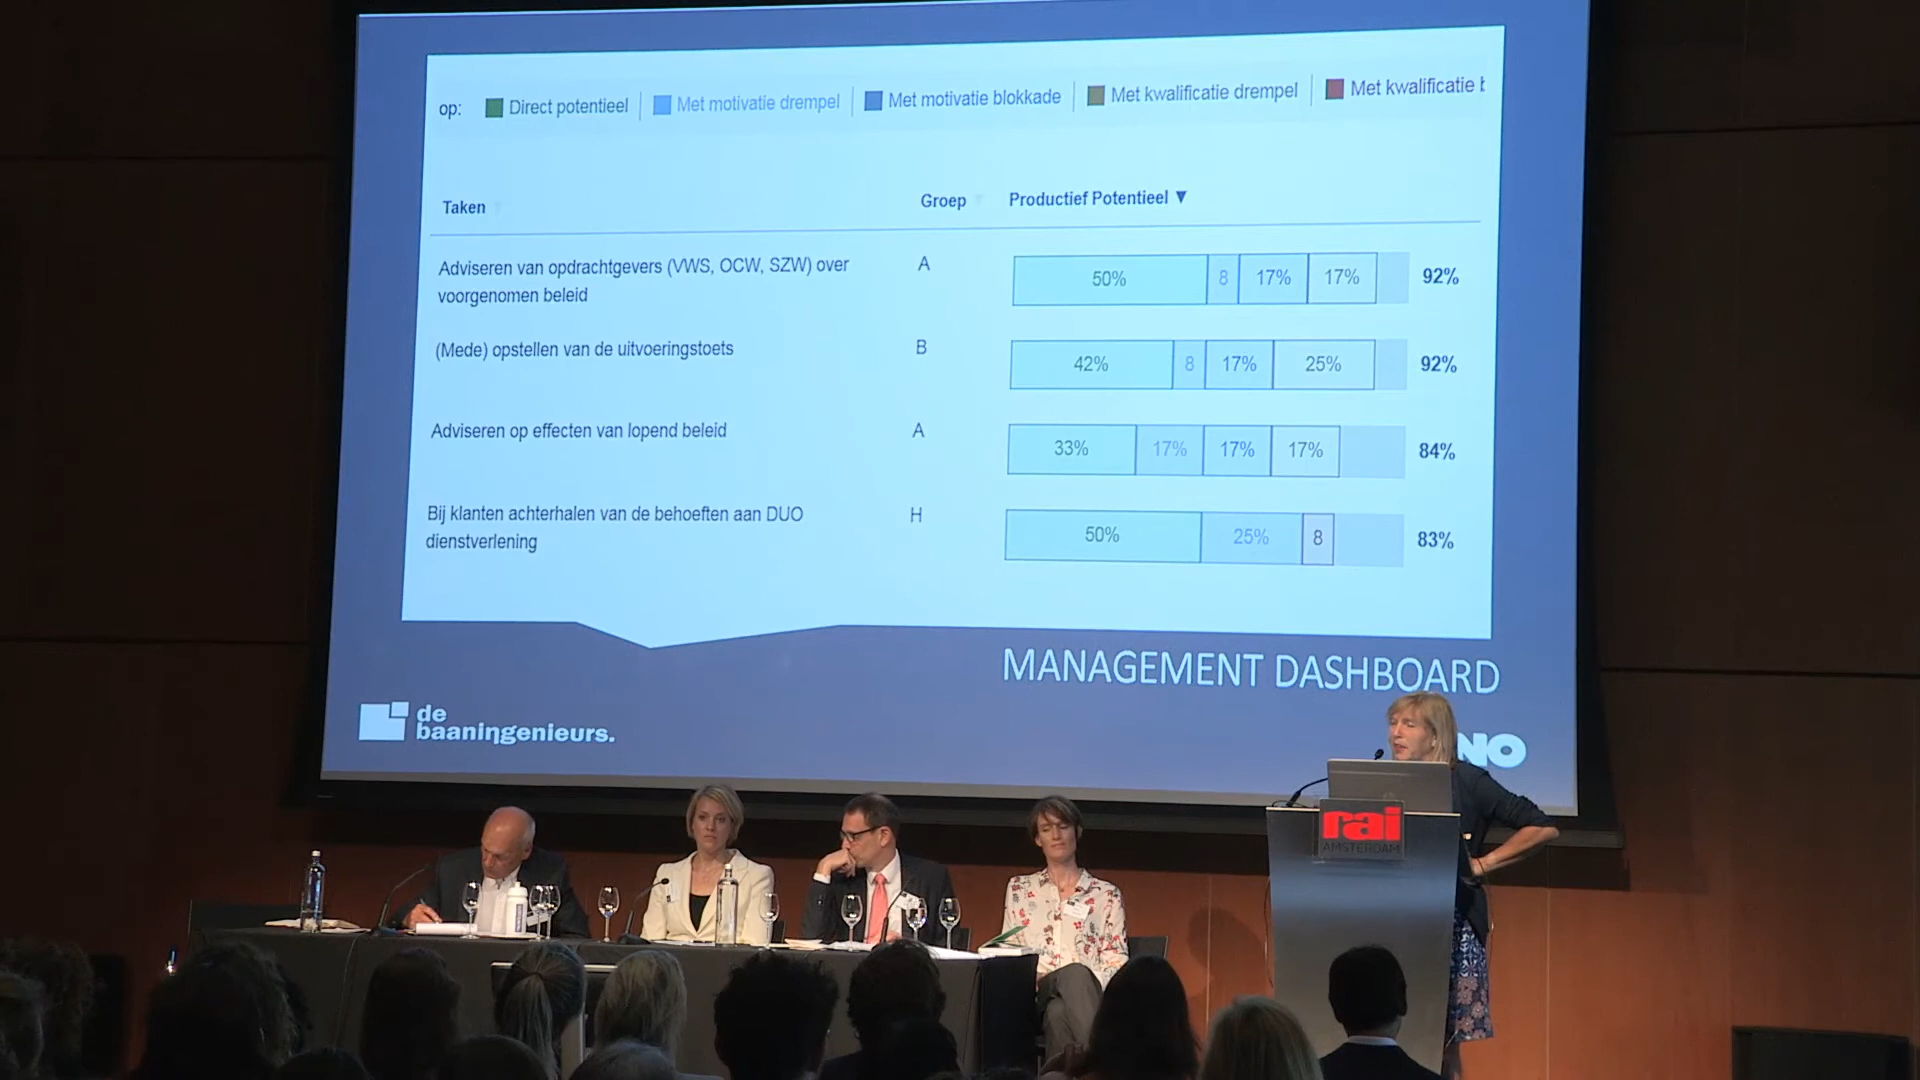 op: Direct potentieel Met motivatie drempel Met motivatie blokkade Met kwalificatie drempel Met kwalificatie
Taken Groep Productief Potentieel ▼
Adviseren van opdrachtgevers (VWS, OCW, SZW) over A 50% 8 17% 17% 92%
voorgenomen beleid
(Mede) opstellen van de uitvoeringstoets B 42% 8 17% 25% 92%
Adviseren op effecten van lopend beleid A 33% 17% 17% 17% 84%
Bij klanten achterhalen van de behoeften aan DUO H 50% 25% 8 83%
dienstverlening
MANAGEMENT DASHBOARD
de
baaningenieurs.
NO
rai
AMSTERDAM